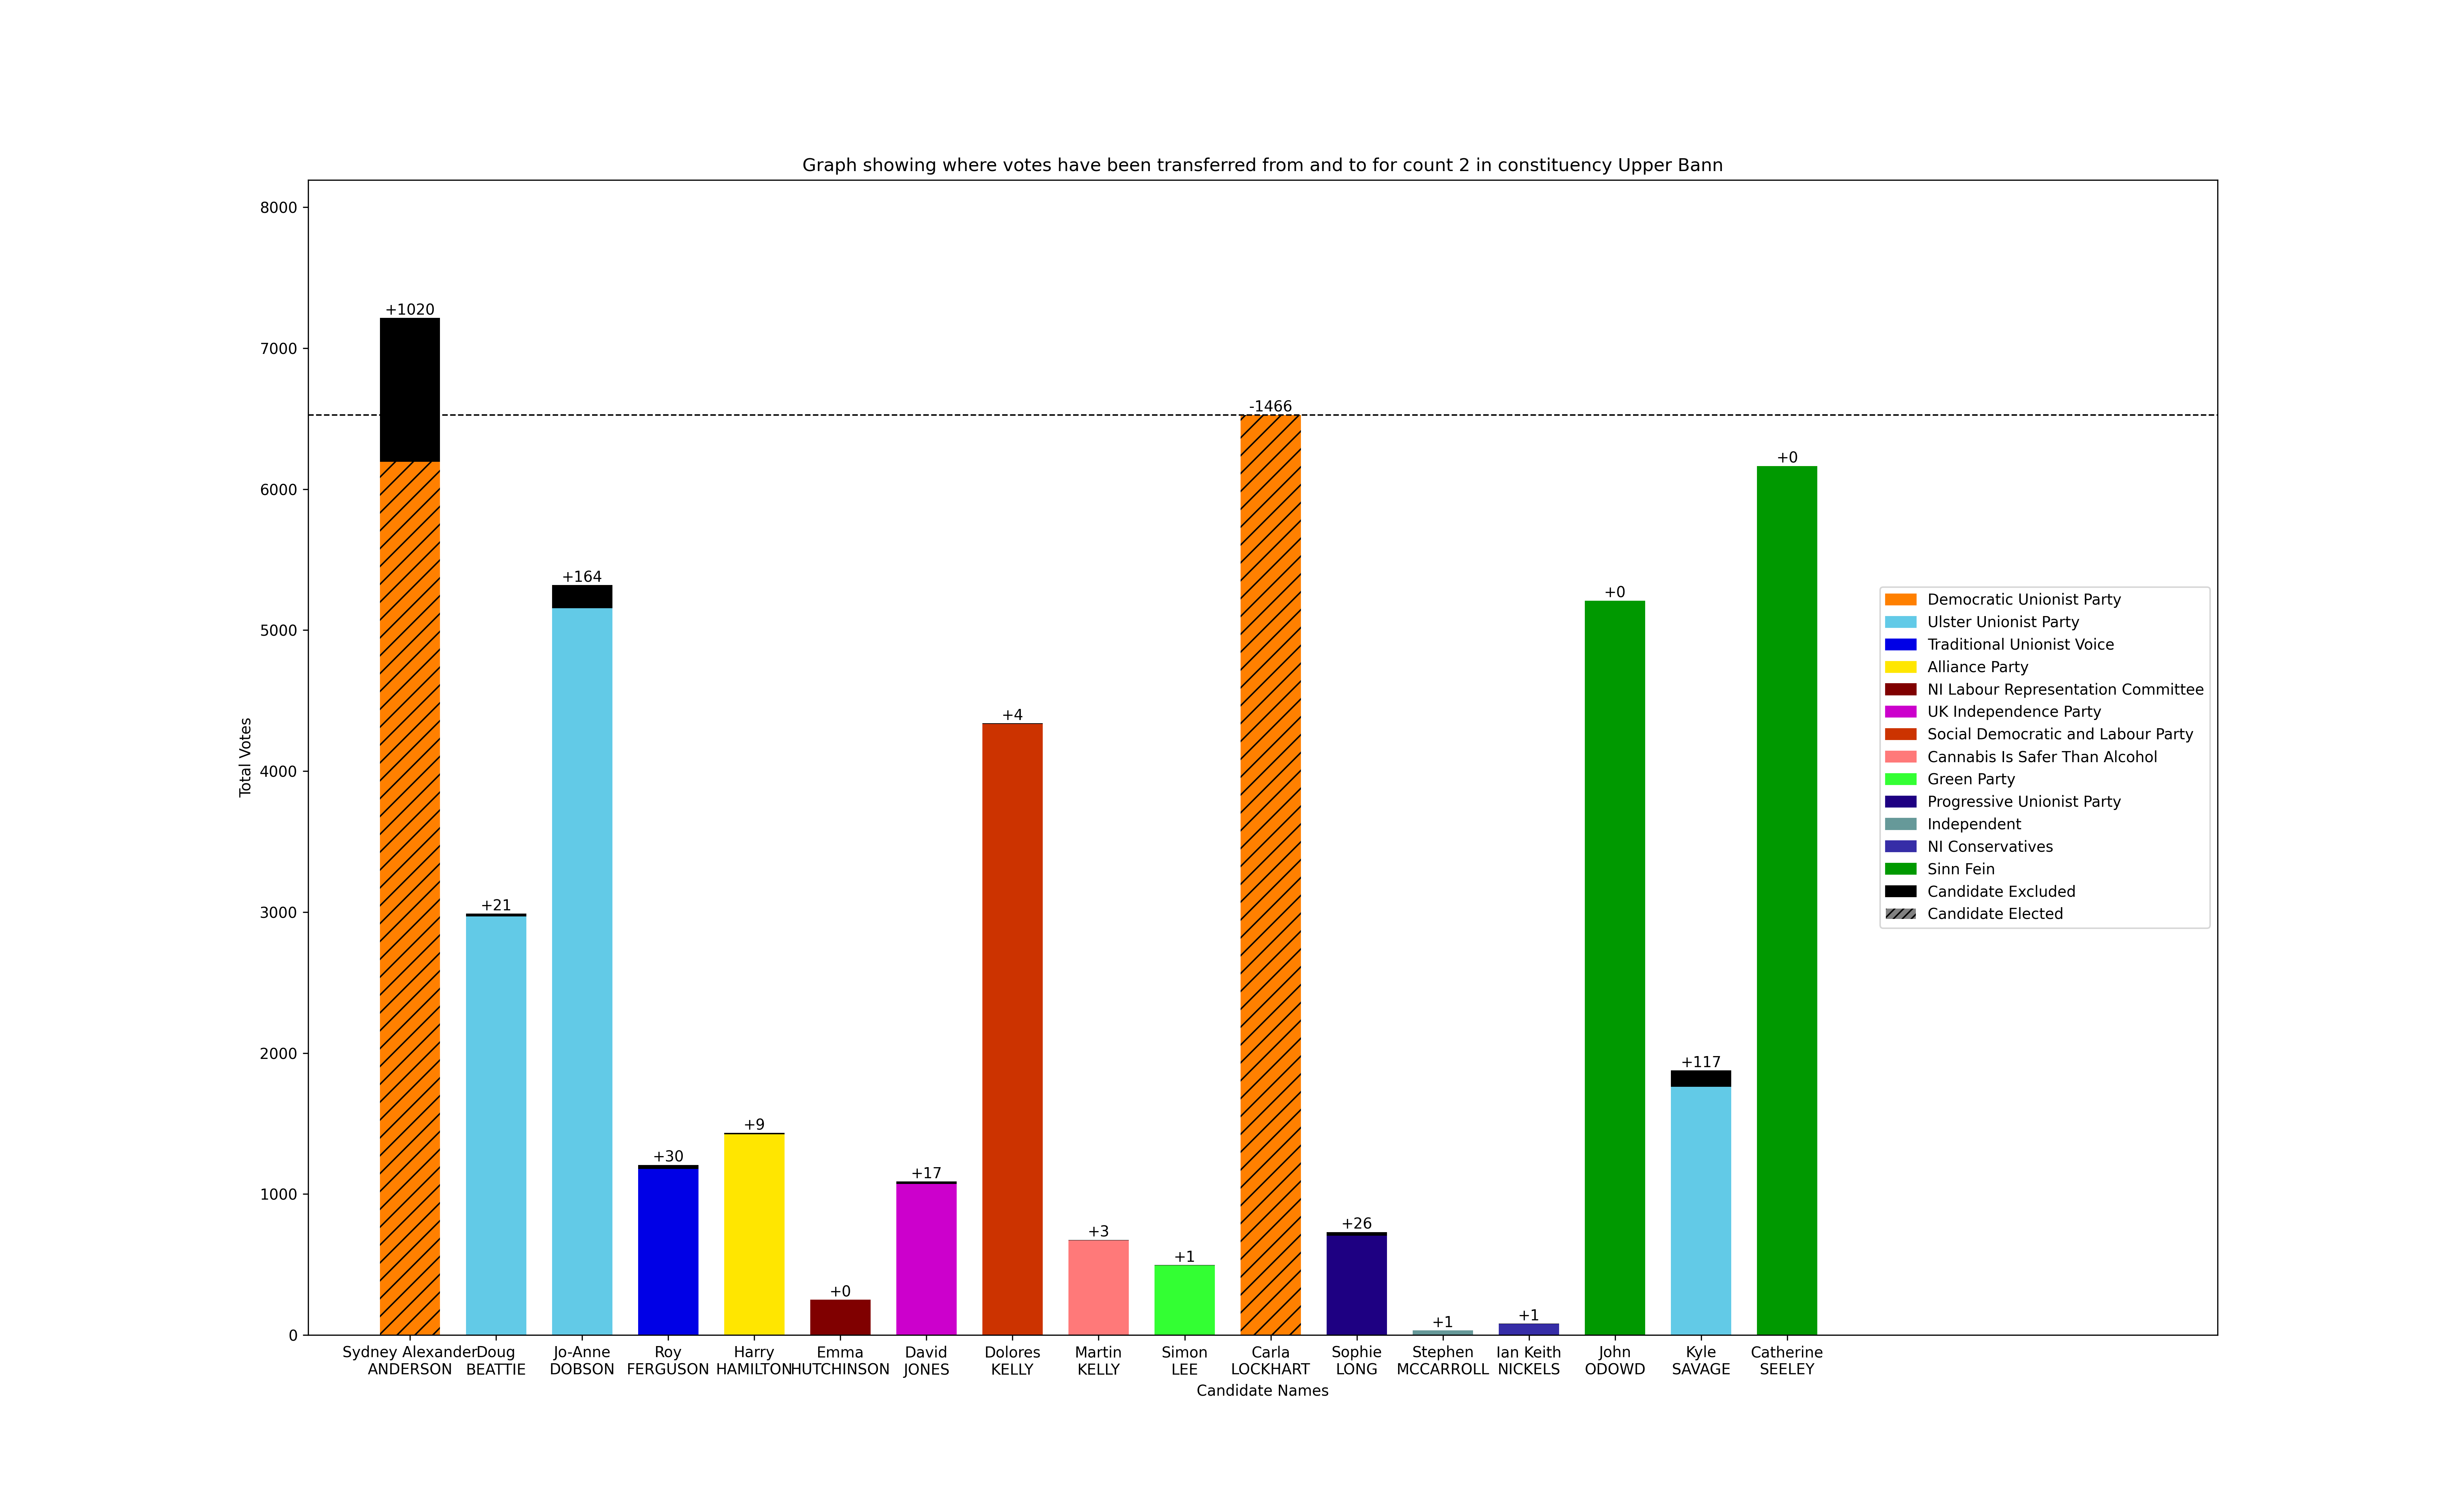 Graph showing where votes have been transferred from and to for count 2 in constituency Upper Bann
8000
7000
6000
5000
4000
3000
2000
1000
0
Total Votes
+1020
+21
+164
+30
+9
+0
+17
+4
+3
+1
-1466
+26
+1
+1
+0
+117
+0
Democratic Unionist Party
Ulster Unionist Party
Traditional Unionist Voice
Alliance Party
NI Labour Representation Committee
UK Independence Party
Social Democratic and Labour Party
Cannabis Is Safer Than Alcohol
Green Party
Progressive Unionist Party
Independent
NI Conservatives
Sinn Fein
Candidate Excluded
Candidate Elected
Sydney Alexander
ANDERSON
Doug
BEATTIE
Jo-Anne
DOBSON
Roy
FERGUSON
Harry
HAMILTON
Emma
HUTCHINSON
David
JONES
Dolores
KELLY
Martin
KELLY
Simon
LEE
Carla
LOCKHART
Sophie
LONG
Stephen
MCCARROLL
Ian Keith
NICKELS
John
ODOWD
Kyle
SAVAGE
Catherine
SEELEY
Candidate Names